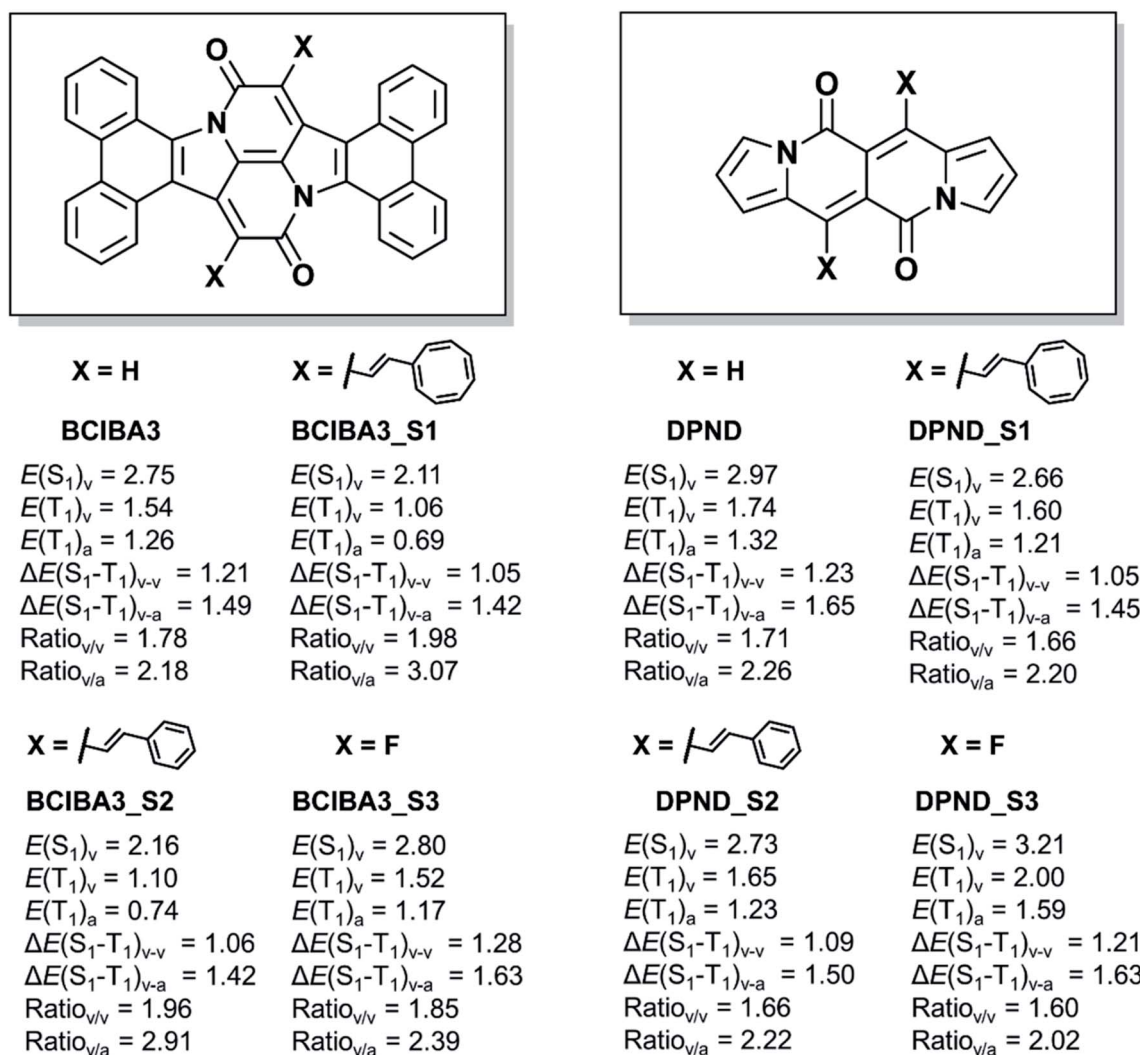 O
X
N
N
X
O
O
X
N
N
X
O
X = H
X =
X = H
X =
BCIBA3
BCIBA3_S1
DPND
DPND_S1
E(S₁)ᵥ = 2.75
E(T₁)ᵥ = 1.54
E(T₁)ₐ = 1.26
ΔE(S₁-T₁)ᵥ₋ᵥ = 1.21
ΔE(S₁-T₁)ᵥ₋ₐ = 1.49
Ratioᵥ/ᵥ = 1.78
Ratioᵥ/ₐ = 2.18
E(S₁)ᵥ = 2.11
E(T₁)ᵥ = 1.06
E(T₁)ₐ = 0.69
ΔE(S₁-T₁)ᵥ₋ᵥ = 1.05
ΔE(S₁-T₁)ᵥ₋ₐ = 1.42
Ratioᵥ/ᵥ = 1.98
Ratioᵥ/ₐ = 3.07
E(S₁)ᵥ = 2.97
E(T₁)ᵥ = 1.74
E(T₁)ₐ = 1.32
ΔE(S₁-T₁)ᵥ₋ᵥ = 1.23
ΔE(S₁-T₁)ᵥ₋ₐ = 1.65
Ratioᵥ/ᵥ = 1.71
Ratioᵥ/ₐ = 2.26
E(S₁)ᵥ = 2.66
E(T₁)ᵥ = 1.60
E(T₁)ₐ = 1.21
ΔE(S₁-T₁)ᵥ₋ᵥ = 1.05
ΔE(S₁-T₁)ᵥ₋ₐ = 1.45
Ratioᵥ/ᵥ = 1.66
Ratioᵥ/ₐ = 2.20
X =
X = F
X =
X = F
BCIBA3_S2
BCIBA3_S3
DPND_S2
DPND_S3
E(S₁)ᵥ = 2.16
E(T₁)ᵥ = 1.10
E(T₁)ₐ = 0.74
ΔE(S₁-T₁)ᵥ₋ᵥ = 1.06
ΔE(S₁-T₁)ᵥ₋ₐ = 1.42
Ratioᵥ/ᵥ = 1.96
Ratioᵥ/ₐ = 2.91
E(S₁)ᵥ = 2.80
E(T₁)ᵥ = 1.52
E(T₁)ₐ = 1.17
ΔE(S₁-T₁)ᵥ₋ᵥ = 1.28
ΔE(S₁-T₁)ᵥ₋ₐ = 1.63
Ratioᵥ/ᵥ = 1.85
Ratioᵥ/ₐ = 2.39
E(S₁)ᵥ = 2.73
E(T₁)ᵥ = 1.65
E(T₁)ₐ = 1.23
ΔE(S₁-T₁)ᵥ₋ᵥ = 1.09
ΔE(S₁-T₁)ᵥ₋ₐ = 1.50
Ratioᵥ/ᵥ = 1.66
Ratioᵥ/ₐ = 2.22
E(S₁)ᵥ = 3.21
E(T₁)ᵥ = 2.00
E(T₁)ₐ = 1.59
ΔE(S₁-T₁)ᵥ₋ᵥ = 1.21
ΔE(S₁-T₁)ᵥ₋ₐ = 1.63
Ratioᵥ/ᵥ = 1.60
Ratioᵥ/ₐ = 2.02